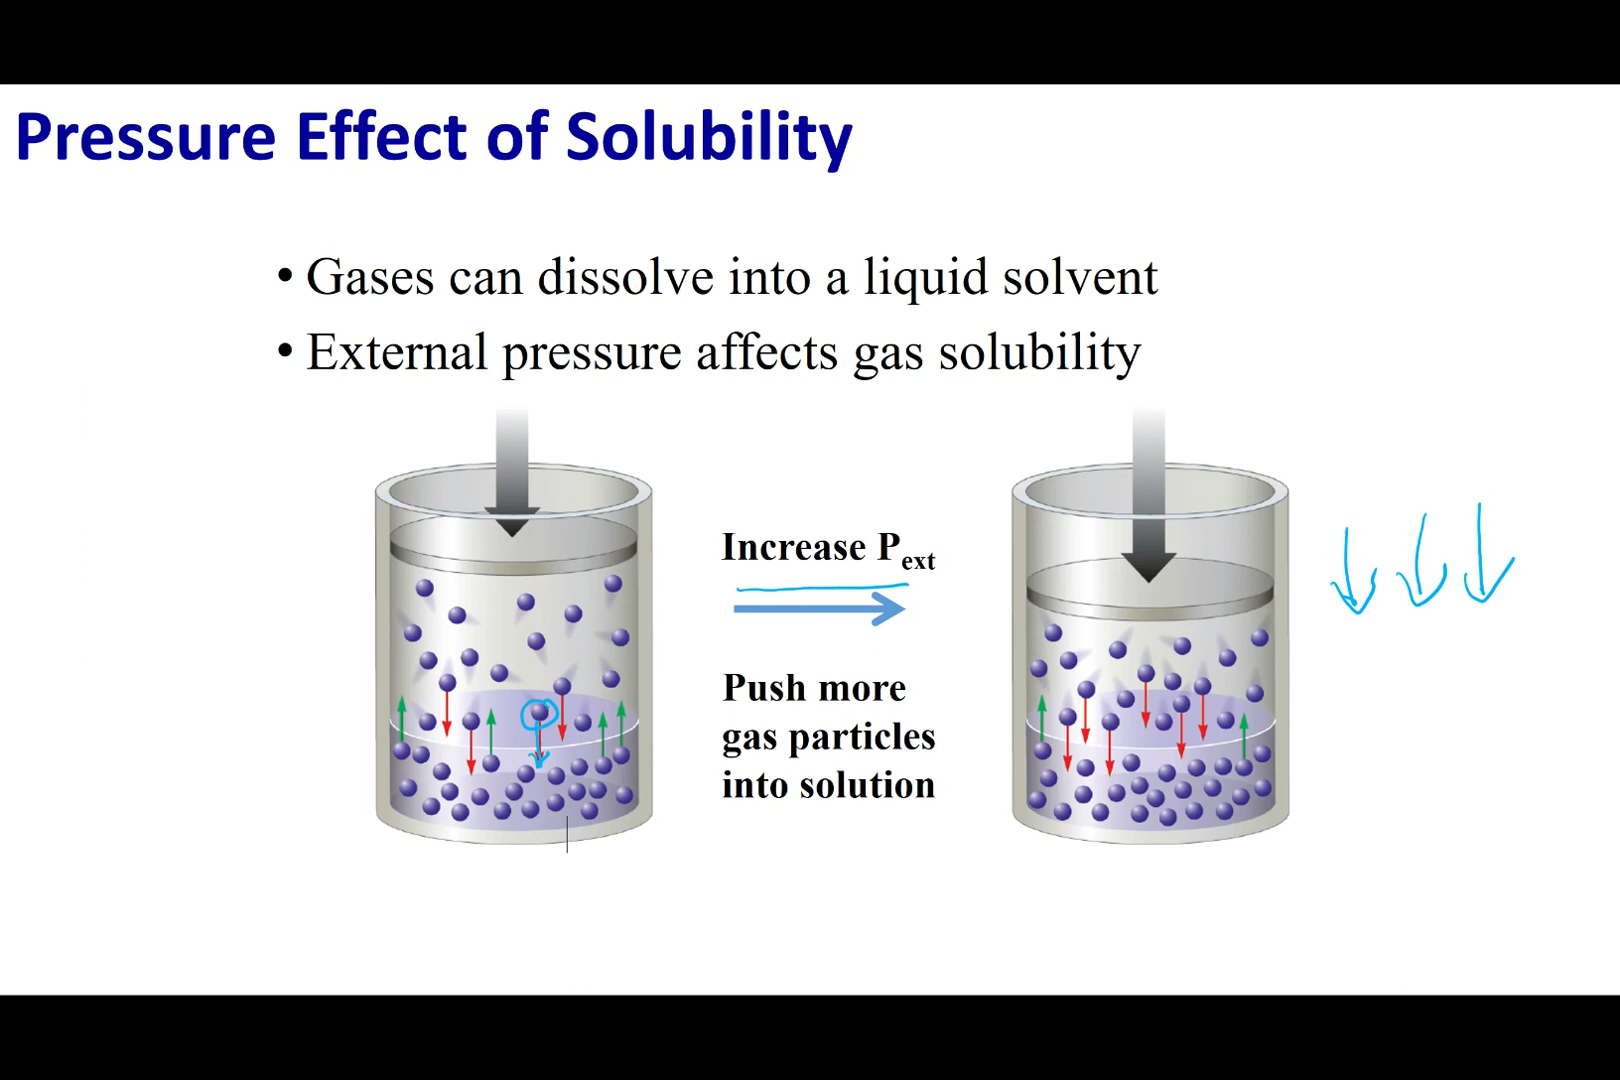 Pressure Effect of Solubility
• Gases can dissolve into a liquid solvent
• External pressure affects gas solubility
Increase Pext
Push more
gas particles
into solution